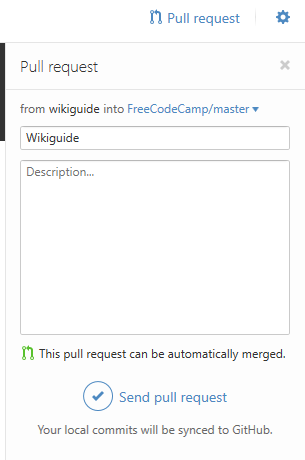 Pull request
Pull request
from wikiguide into FreeCodeCamp/master
Wikiguide
Description...
This pull request can be automatically merged.
Send pull request
Your local commits will be synced to GitHub.